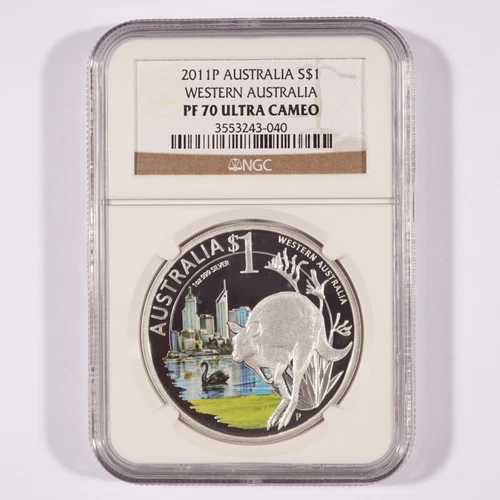 2011P AUSTRALIA S$1
WESTERN AUSTRALIA
PF 70 ULTRA CAMEO
3553243-040
NGC
AUSTRALIA $1
1oz 999 SILVER
WESTERN AUSTRALIA
P